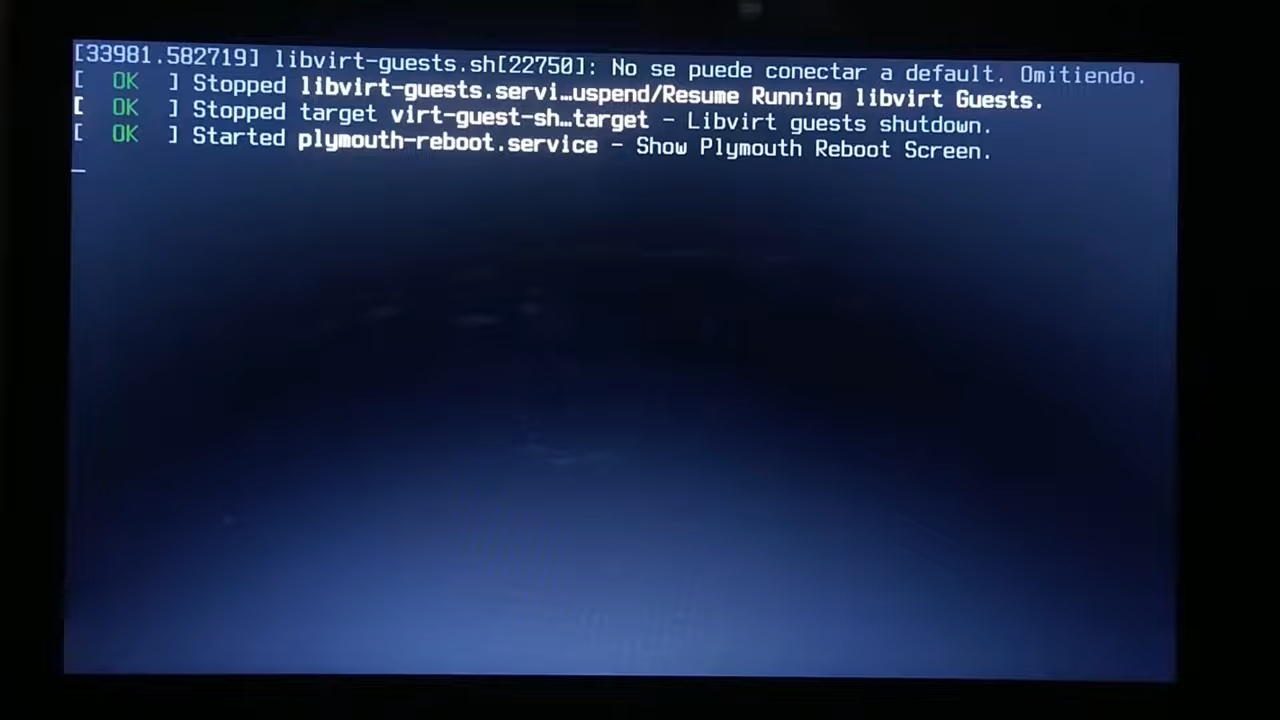 [33981.582719] libvirt-guests.sh[22750]: No se puede conectar a default. Omitiendo.
[  OK  ] Stopped libvirt-guests.servi…uspend/Resume Running libvirt Guests.
[  OK  ] Stopped target virt-guest-sh…target - Libvirt guests shutdown.
[  OK  ] Started plymouth-reboot.service - Show Plymouth Reboot Screen.
_